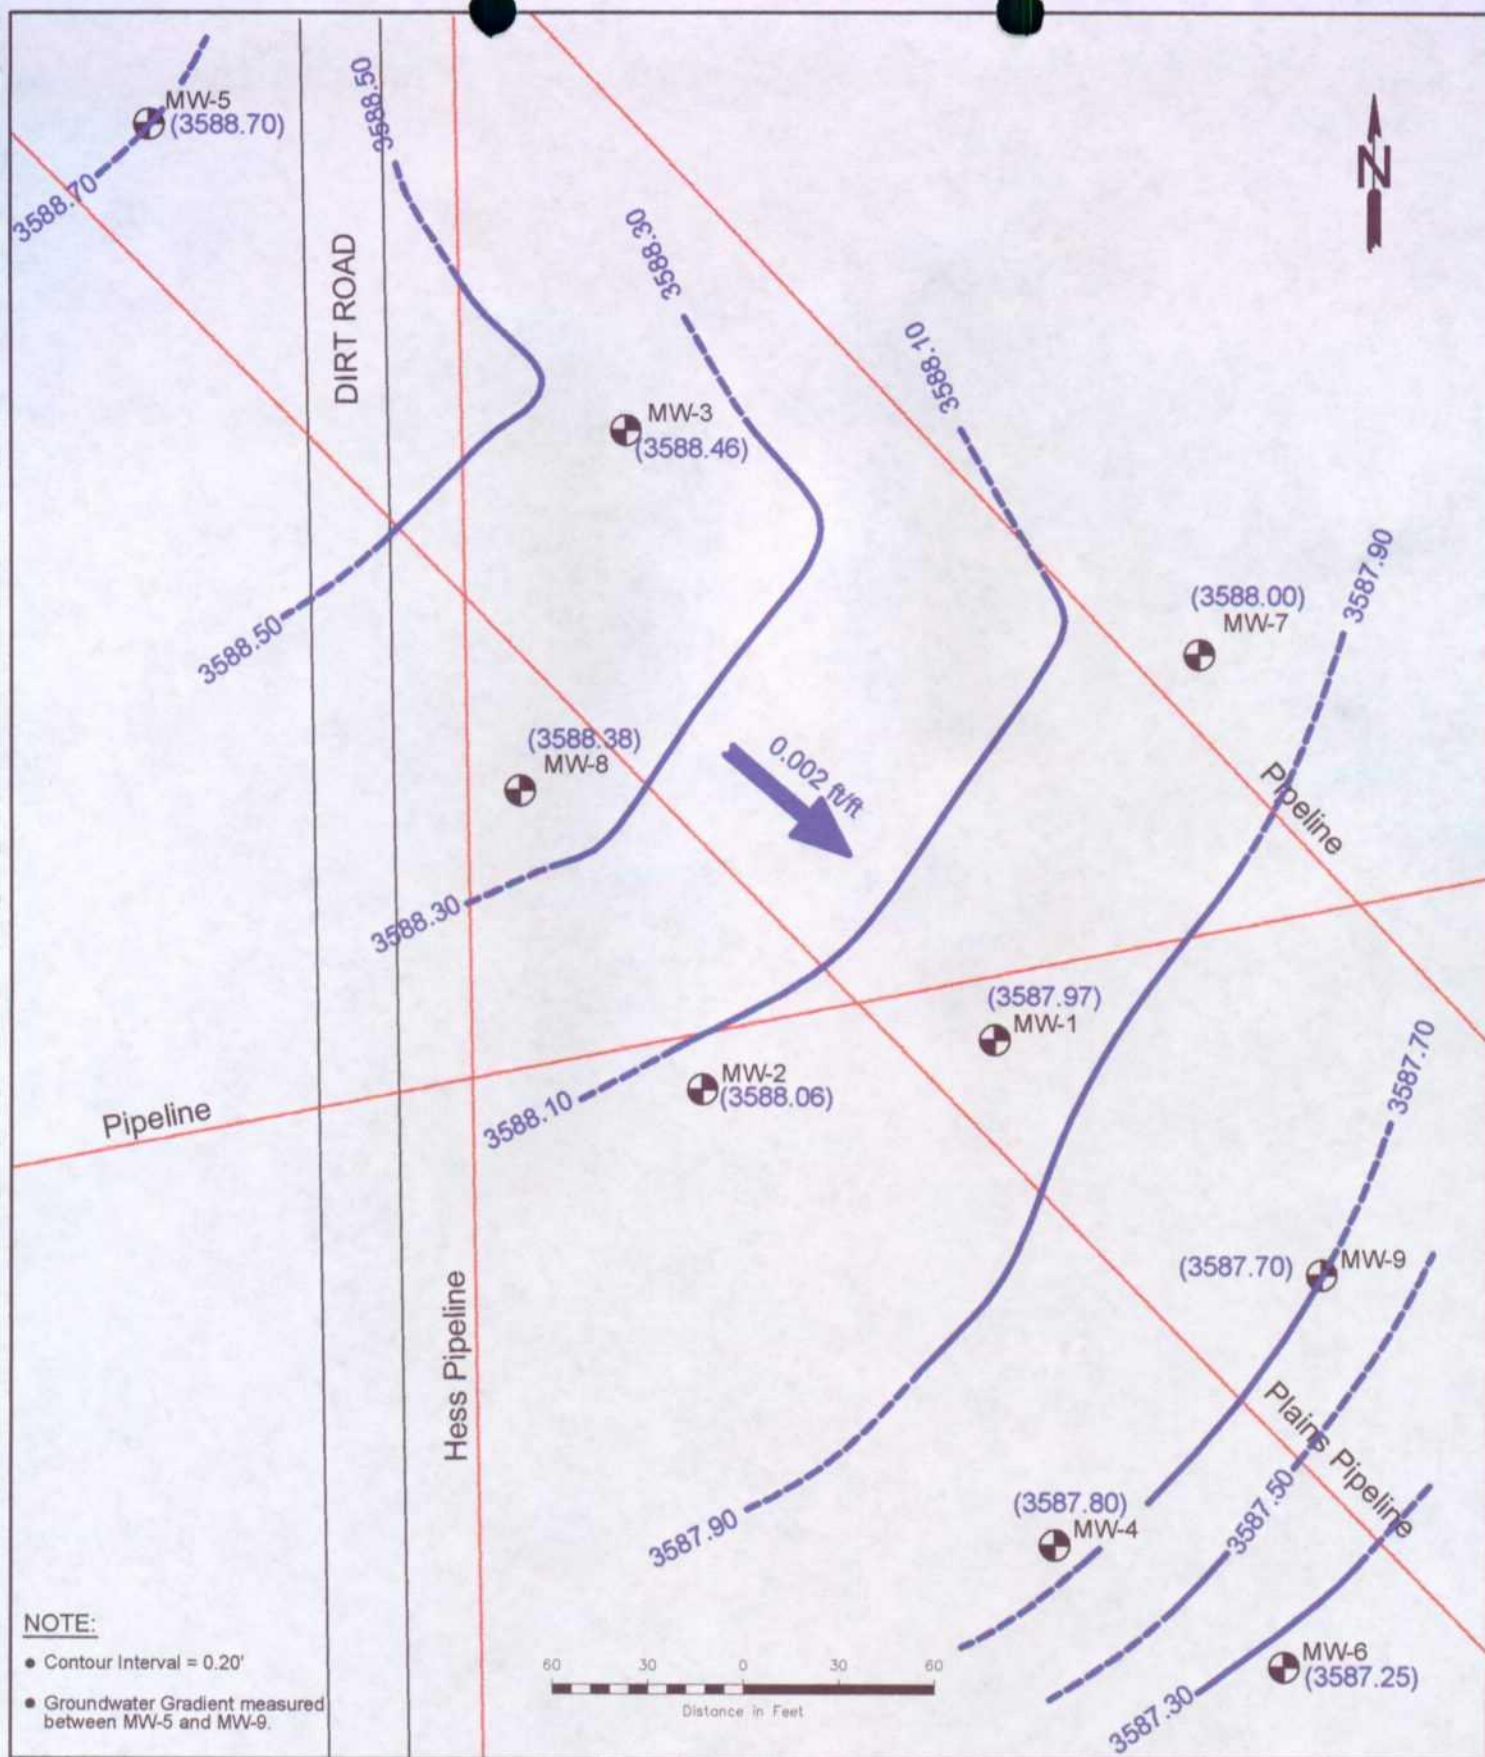 MW-5
(3588.70)
3588.70
3588.50
DIRT ROAD
3588.30
3588.10
N
MW-3
(3588.46)
3588.50
(3588.00)
MW-7
3587.90
(3588.38)
MW-8
0.002 ft/ft
Pipeline
3588.30
(3587.97)
MW-1
MW-2
(3588.06)
3588.10
Pipeline
3587.70
(3587.70)
MW-9
Hess Pipeline
Plains Pipeline
3587.50
(3587.80)
MW-4
3587.90
MW-6
(3587.25)
3587.30
NOTE:
• Contour Interval = 0.20'
• Groundwater Gradient measured
between MW-5 and MW-9.
60 30 0 30 60
Distance in Feet